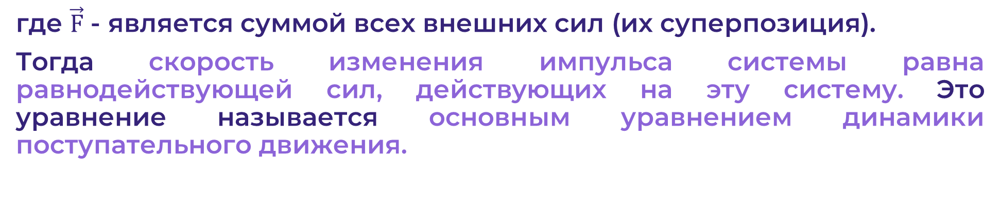 где F⃗ - является суммой всех внешних сил (их суперпозиция).
Тогда скорость изменения импульса системы равна
равнодействующей сил, действующих на эту систему. Это
уравнение называется основным уравнением динамики
поступательного движения.